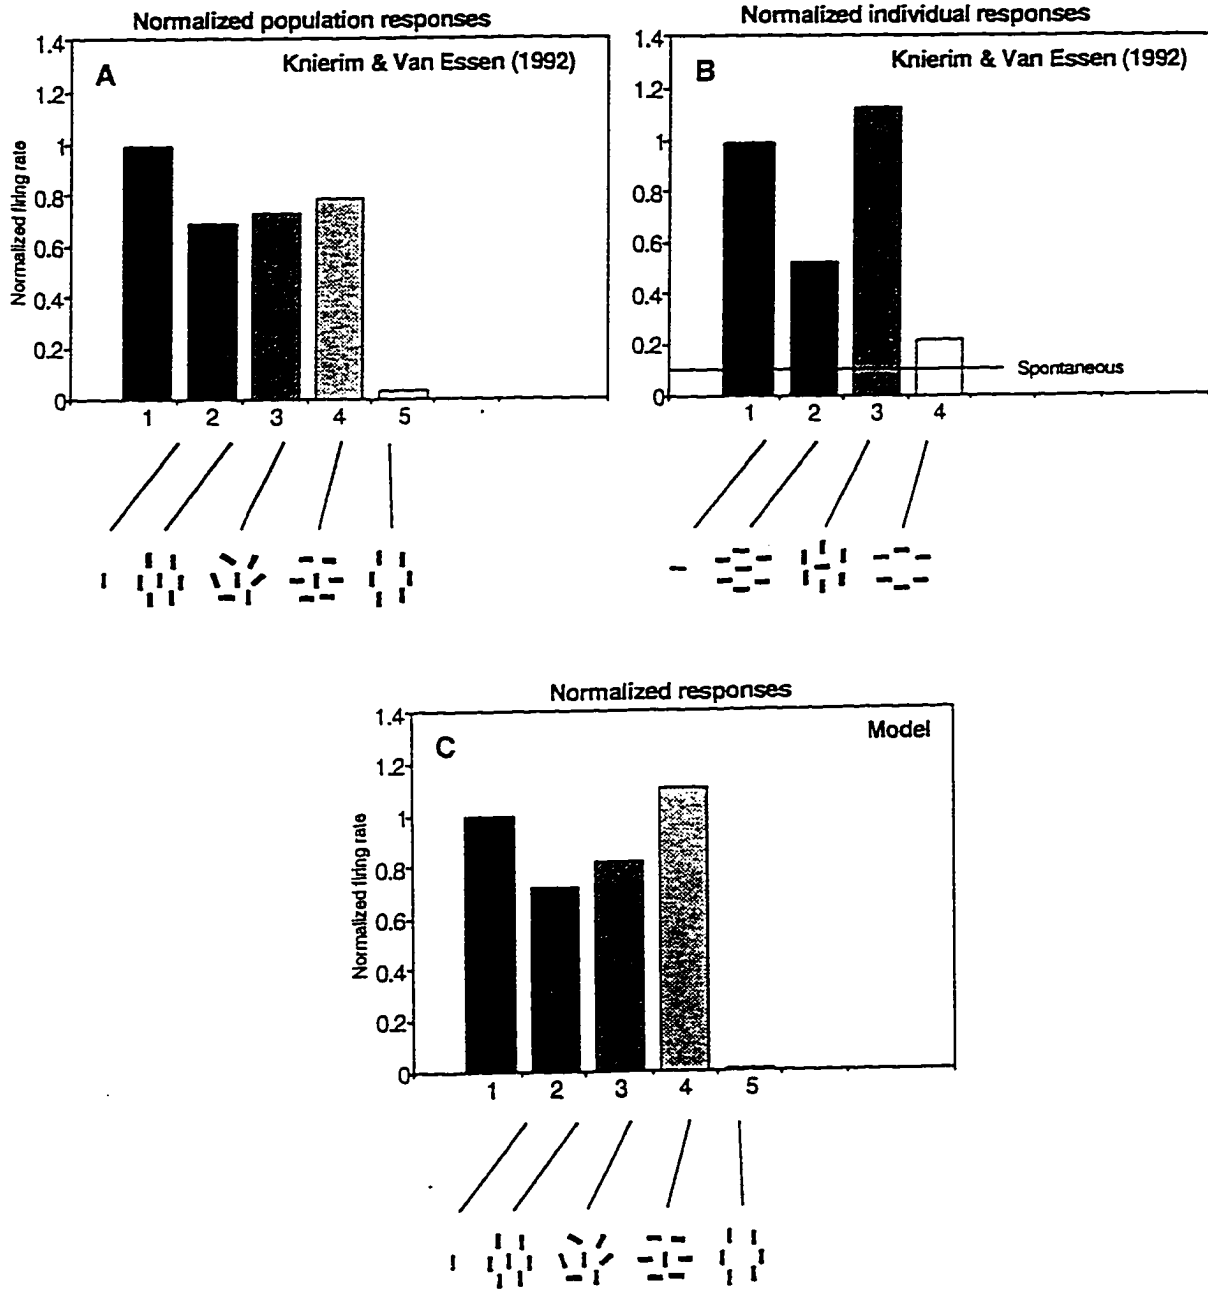 Normalized population responses
A
Knierim & Van Essen (1992)
Normalized firing rate
1.4
1.2
1
0.8
0.6
0.4
0.2
0
1 2 3 4 5
Normalized individual responses
B
Knierim & Van Essen (1992)
1.4
1.2
1
0.8
0.6
0.4
0.2
0
Spontaneous
1 2 3 4
Normalized responses
C
Model
Normalized firing rate
1.4
1.2
1
0.8
0.6
0.4
0.2
0
1 2 3 4 5